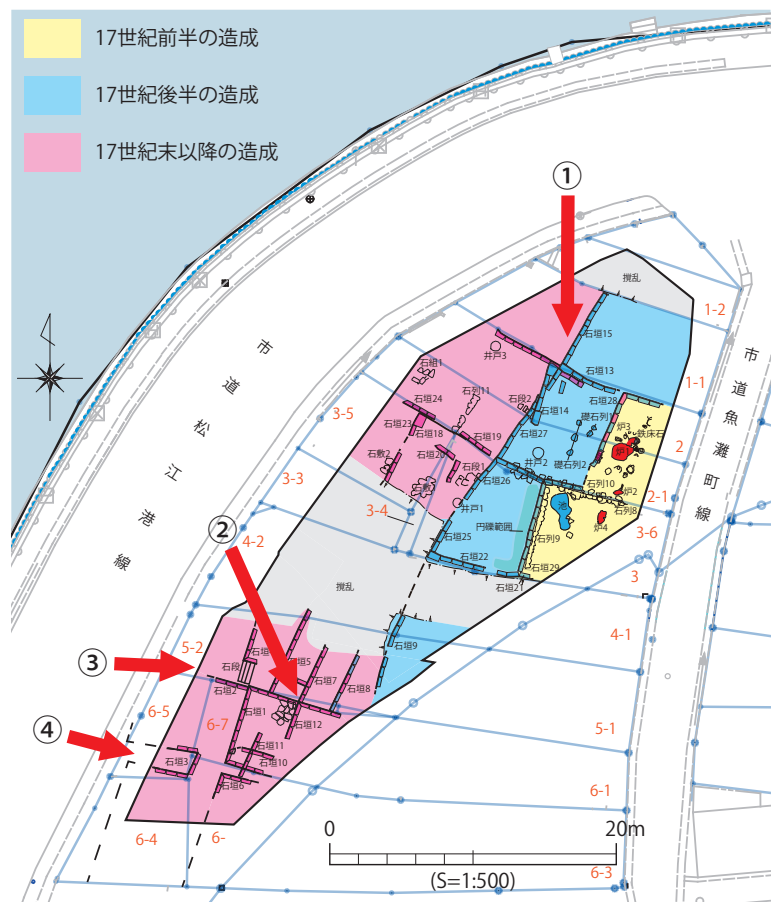 17世紀前半の造成
17世紀後半の造成
17世紀末以降の造成
①
撹乱
1-2
市道魚灘町線
石垣15
井戸3
石組1
石垣13
1-1
市道松江港線
石列11
石垣24
石段2
石垣28
3-5
石垣14
礎石列1
炉3
鉄床石
石垣23
石垣18
石垣19
石垣27
炉1
2
石敷2
石垣20
井戸2
礎石列2
3-3
石段1
石垣26
石列10
炉2
2-1
石敷1
池
石列8
3-4
井戸1
円礫範囲
炉4
3-6
②
4-2
石垣25
石列9
石垣22
石垣29
3
撹乱
石垣21
4-1
5-2
石垣9
③
石段
石垣5
石垣7
石垣8
石垣2
6-5
6-7
石垣1
石垣12
5-1
④
石垣11
石垣3
石垣10
石垣6
6-1
6-4
6-
0
20m
(S=1:500)
6-3